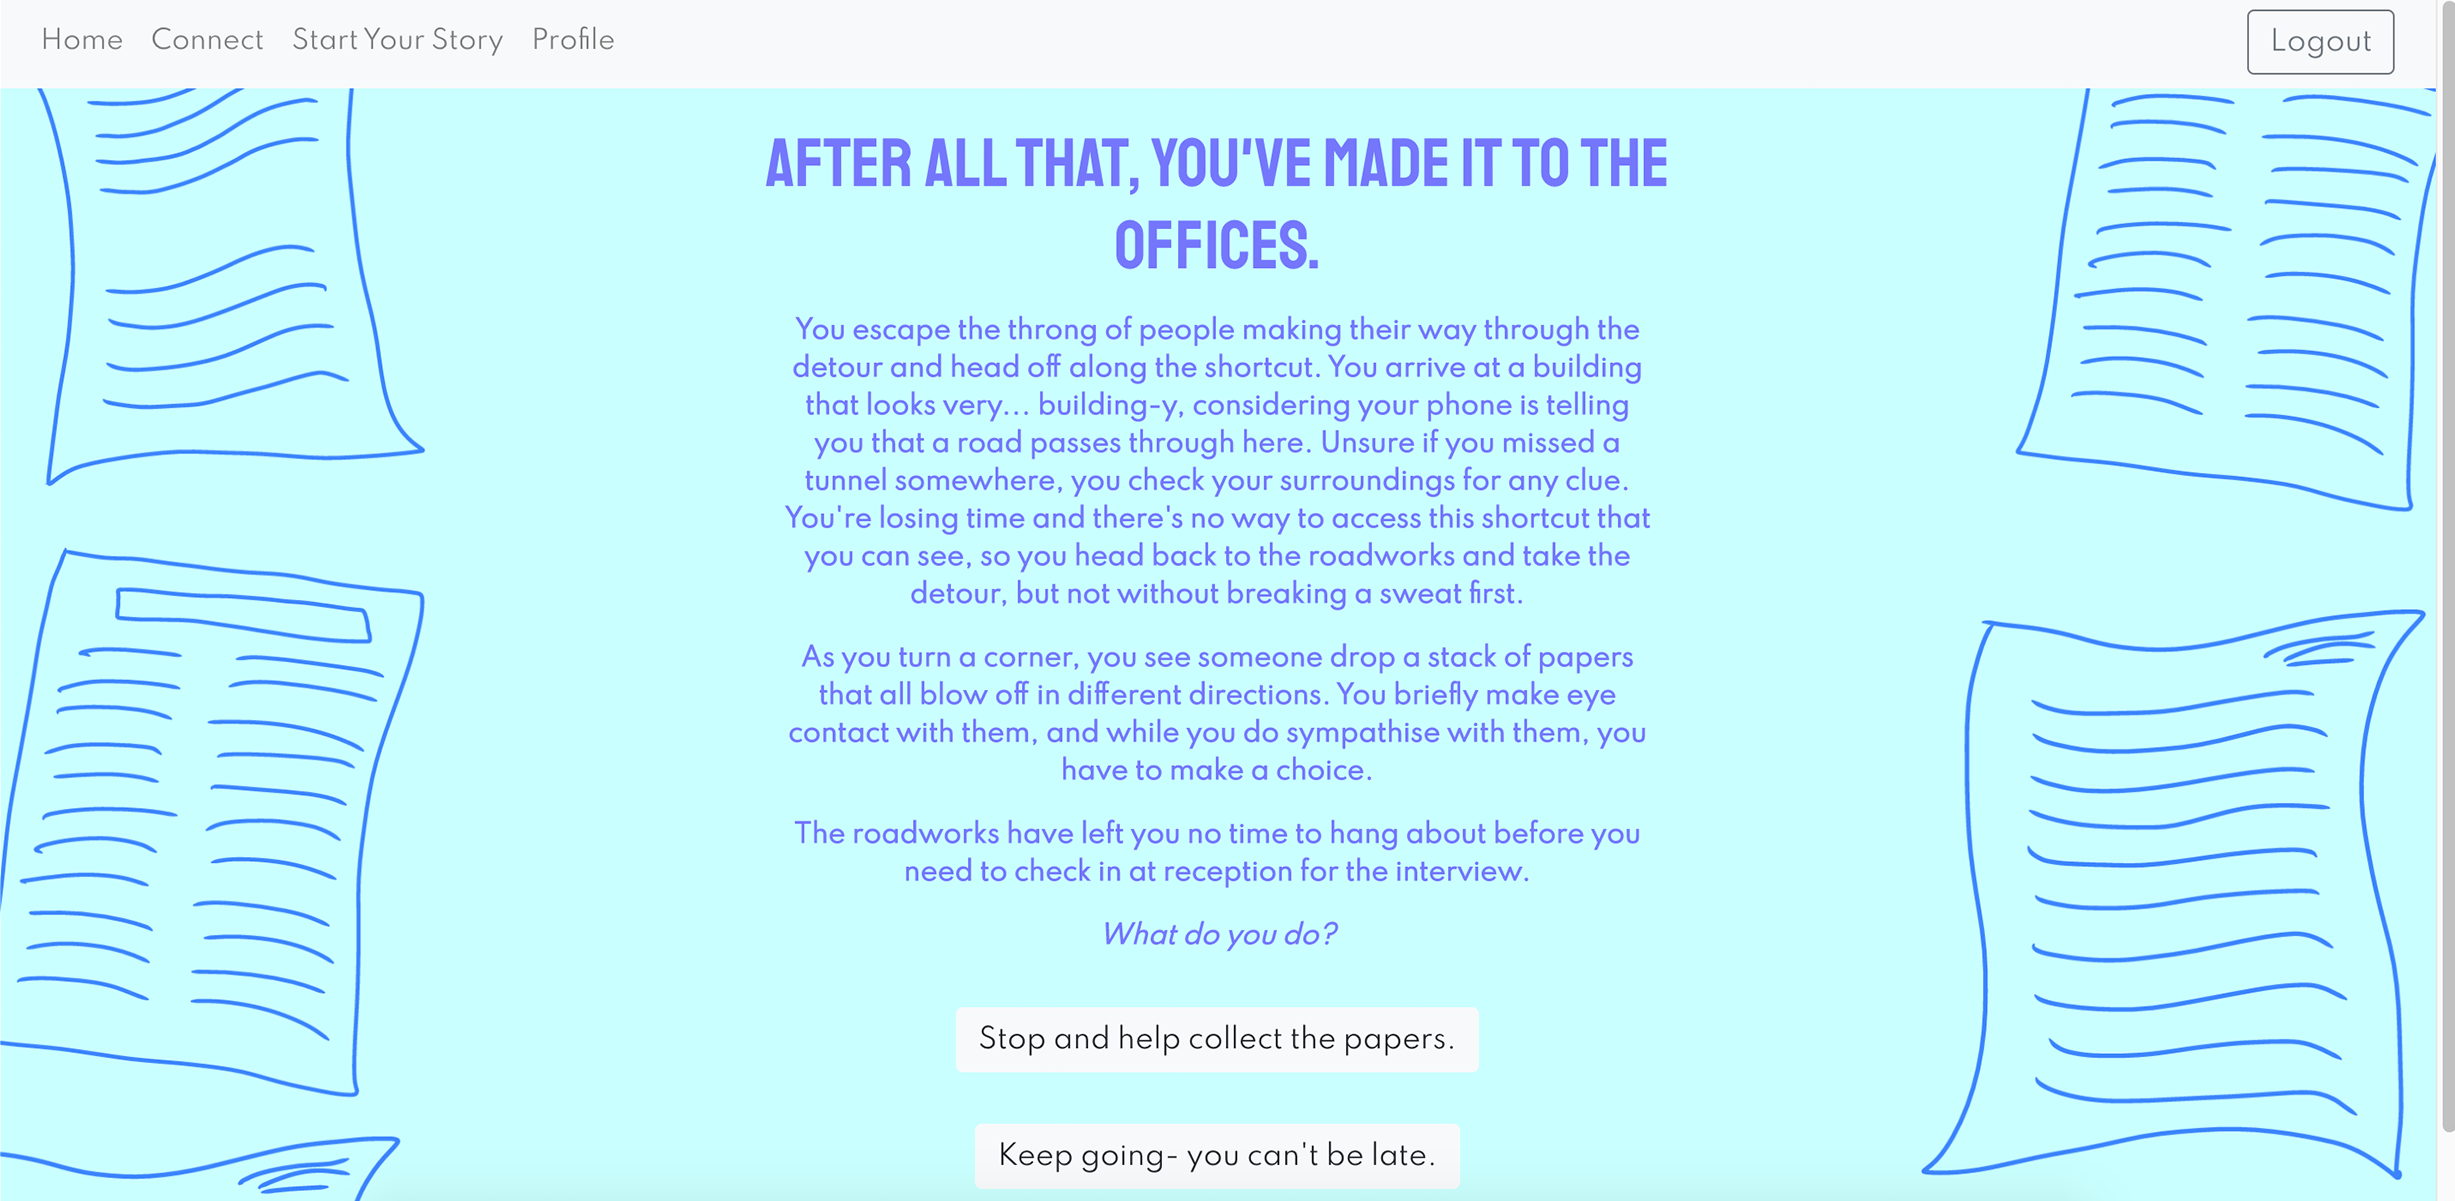 Home Connect Start Your Story Profile Logout
AFTER ALL THAT, YOU'VE MADE IT TO THE
OFFICES.
You escape the throng of people making their way through the
detour and head off along the shortcut. You arrive at a building
that looks very... building-y, considering your phone is telling
you that a road passes through here. Unsure if you missed a
tunnel somewhere, you check your surroundings for any clue.
You're losing time and there's no way to access this shortcut that
you can see, so you head back to the roadworks and take the
detour, but not without breaking a sweat first.
As you turn a corner, you see someone drop a stack of papers
that all blow off in different directions. You briefly make eye
contact with them, and while you do sympathise with them, you
have to make a choice.
The roadworks have left you no time to hang about before you
need to check in at reception for the interview.
What do you do?
Stop and help collect the papers.
Keep going- you can't be late.